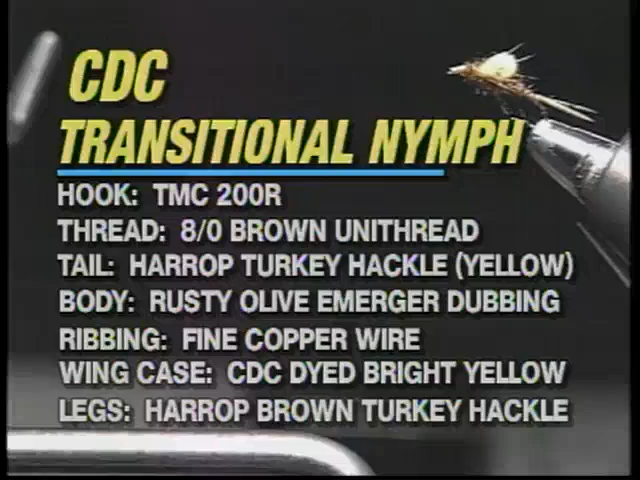 CDC
TRANSITIONAL NYMPH
HOOK: TMC 200R
THREAD: 8/0 BROWN UNITHREAD
TAIL: HARROP TURKEY HACKLE (YELLOW)
BODY: RUSTY OLIVE EMERGER DUBBING
RIBBING: FINE COPPER WIRE
WING CASE: CDC DYED BRIGHT YELLOW
LEGS: HARROP BROWN TURKEY HACKLE